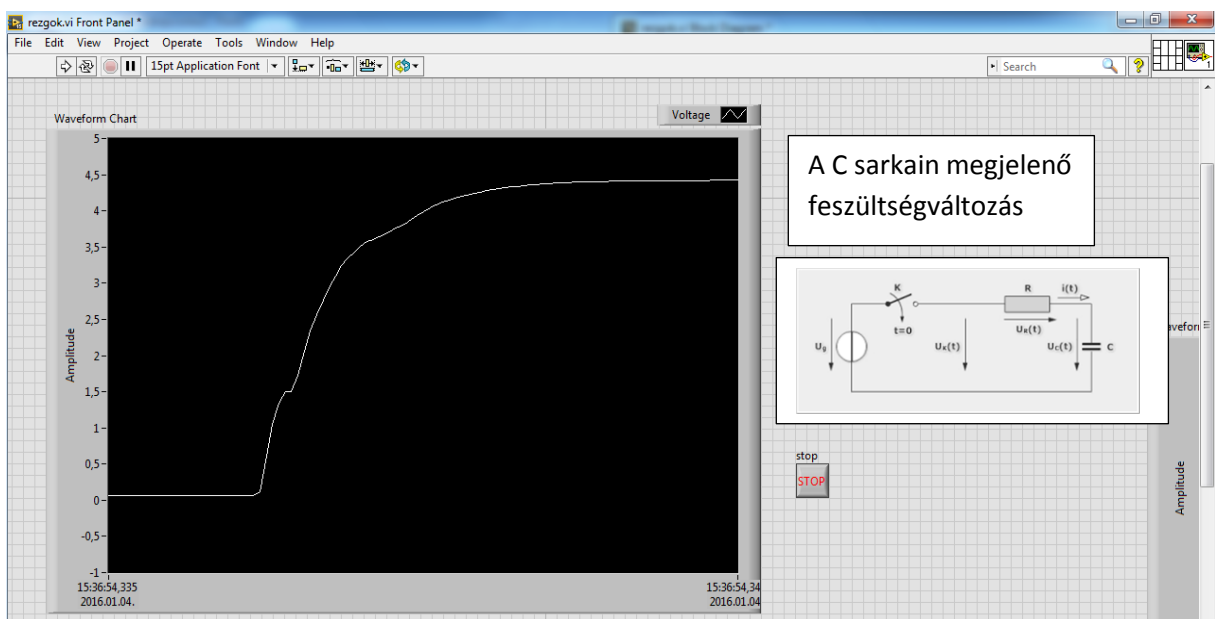 rezgok.vi Front Panel *
File Edit View Project Operate Tools Window Help
15pt Application Font
Search
1
Waveform Chart
Voltage
5
4,5
4
3,5
3
2,5
2
1,5
1
0,5
0
-0,5
-1
Amplitude
15:36:54,335
2016.01.04.
15:36:54,34
2016.01.04
A C sarkain megjelenő
feszültségváltozás
K
t=0
R
i(t)
Ug
UK(t)
UR(t)
UC(t)
C
stop
STOP
Amplitude